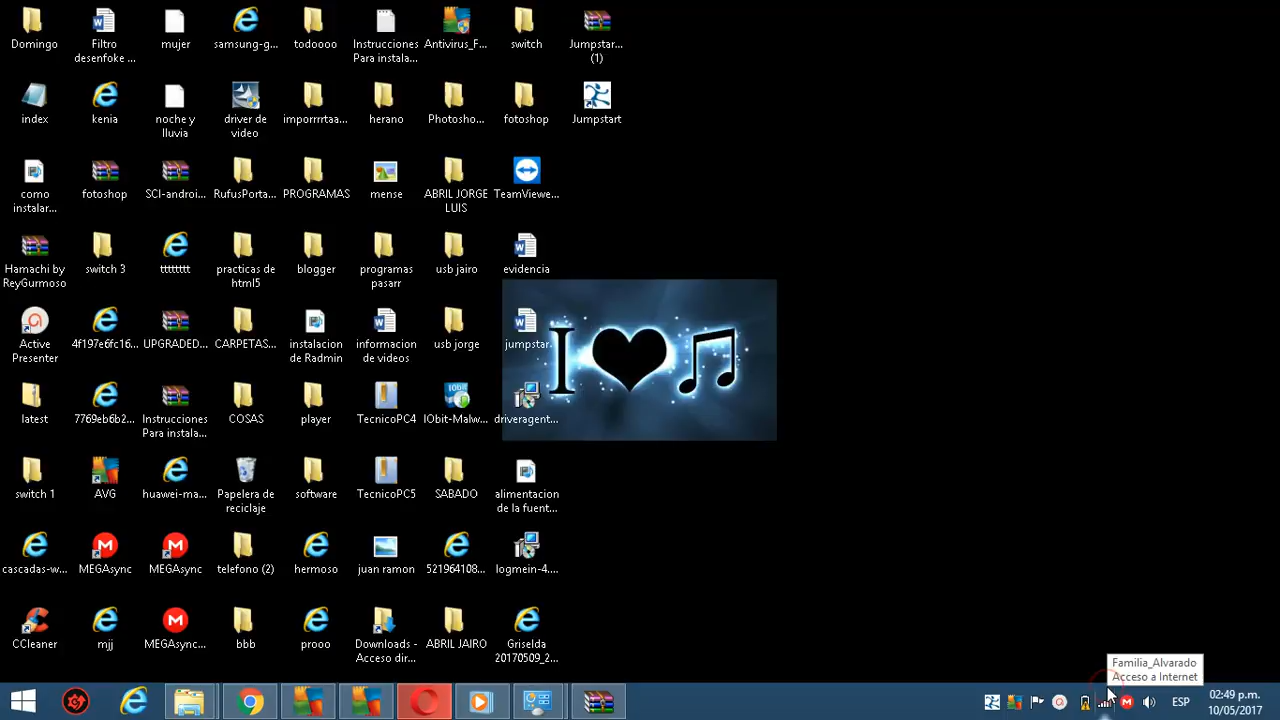 Domingo
Filtro
desenfoke ...
mujer
samsung-g...
todoooo
Instrucciones
Para instala...
Antivirus_F...
switch
Jumpstar...
(1)
index
kenia
noche y
lluvia
driver de
video
imporrrtaa...
herano
Photosho...
fotoshop
Jumpstart
como
instalar...
fotoshop
SCI-androi...
RufusPorta...
PROGRAMAS
mense
ABRIL JORGE
LUIS
TeamViewe...
Hamachi by
ReyGurmoso
switch 3
tttttttt
practicas de
html5
blogger
programas
pasarr
usb jairo
evidencia
Active
Presenter
4f197e6fc16...
UPGRADED...
CARPETAS...
instalacion
de Radmin
informacion
de videos
usb jorge
jumpstar
I
latest
7769eb6b2...
Instrucciones
Para instala...
COSAS
player
TecnicoPC4
IObit-Malw...
driveragent...
switch 1
AVG
huawei-ma...
Papelera de
reciclaje
software
TecnicoPC5
SABADO
alimentacion
de la fuent...
cascadas-w...
MEGAsync
MEGAsync
telefono (2)
hermoso
juan ramon
521964108...
logmein-4....
CCleaner
mjj
MEGAsync...
bbb
prooo
Downloads -
Acceso dir...
ABRIL JAIRO
Griselda
20170509_2...
Familia_Alvarado
Acceso a Internet
ESP
02:49 p.m.
10/05/2017